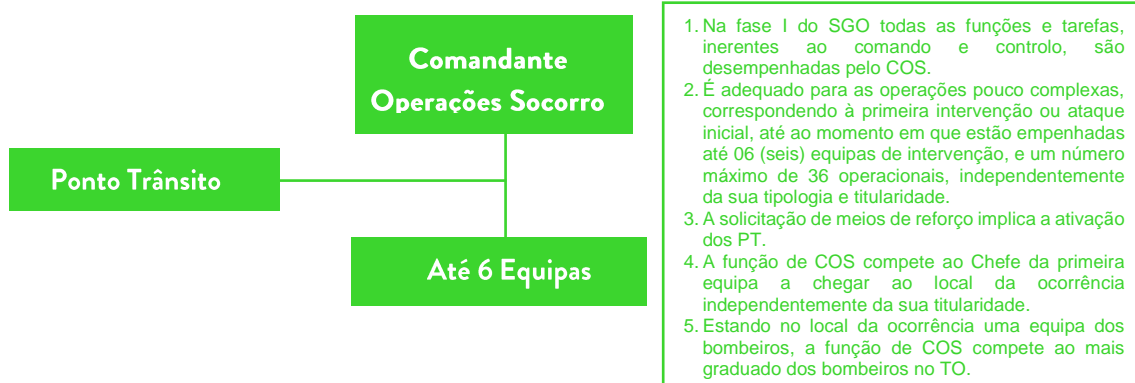 Comandante
Operações Socorro
Ponto Trânsito
Até 6 Equipas
1. Na fase I do SGO todas as funções e tarefas,
inerentes ao comando e controlo, são
desempenhadas pelo COS.
2. É adequado para as operações pouco complexas,
correspondendo à primeira intervenção ou ataque
inicial, até ao momento em que estão empenhadas
até 06 (seis) equipas de intervenção, e um número
máximo de 36 operacionais, independentemente
da sua tipologia e titularidade.
3. A solicitação de meios de reforço implica a ativação
dos PT.
4. A função de COS compete ao Chefe da primeira
equipa a chegar ao local da ocorrência
independentemente da sua titularidade.
5. Estando no local da ocorrência uma equipa dos
bombeiros, a função de COS compete ao mais
graduado dos bombeiros no TO.